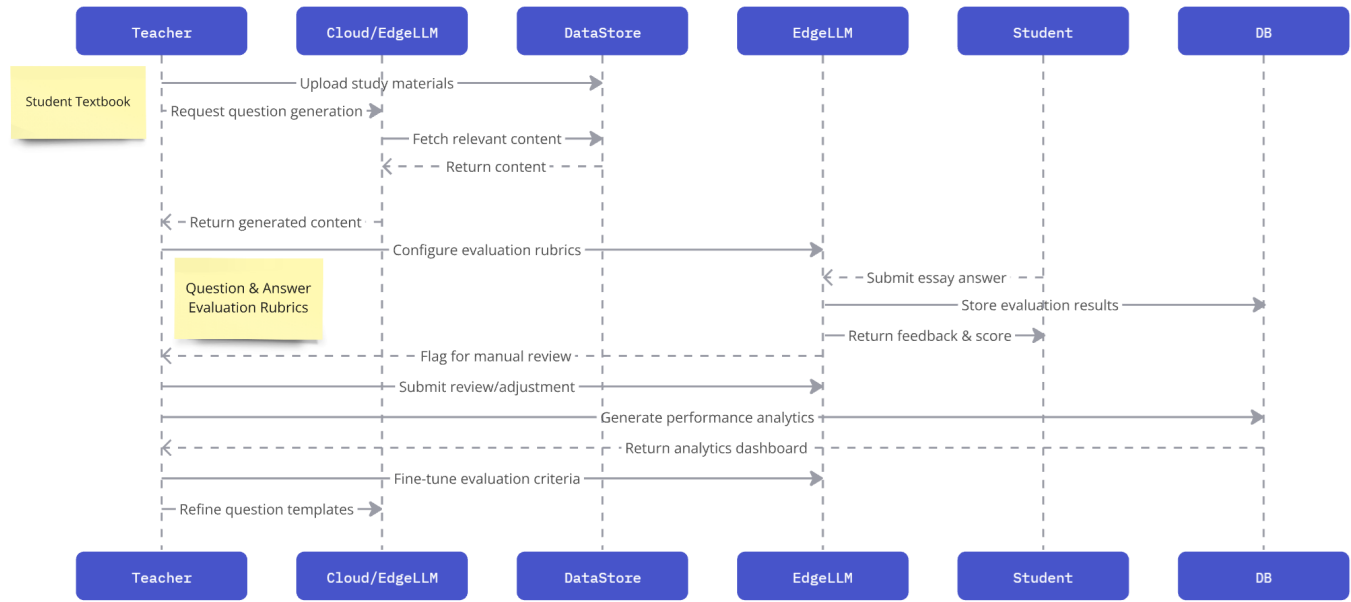 Teacher
Cloud/EdgeLLM
DataStore
EdgeLLM
Student
DB
Student Textbook
Upload study materials
Request question generation
Fetch relevant content
Return content
Return generated content
Configure evaluation rubrics
Question & Answer
Evaluation Rubrics
Submit essay answer
Store evaluation results
Return feedback & score
Flag for manual review
Submit review/adjustment
Generate performance analytics
Return analytics dashboard
Fine-tune evaluation criteria
Refine question templates
Teacher
Cloud/EdgeLLM
DataStore
EdgeLLM
Student
DB